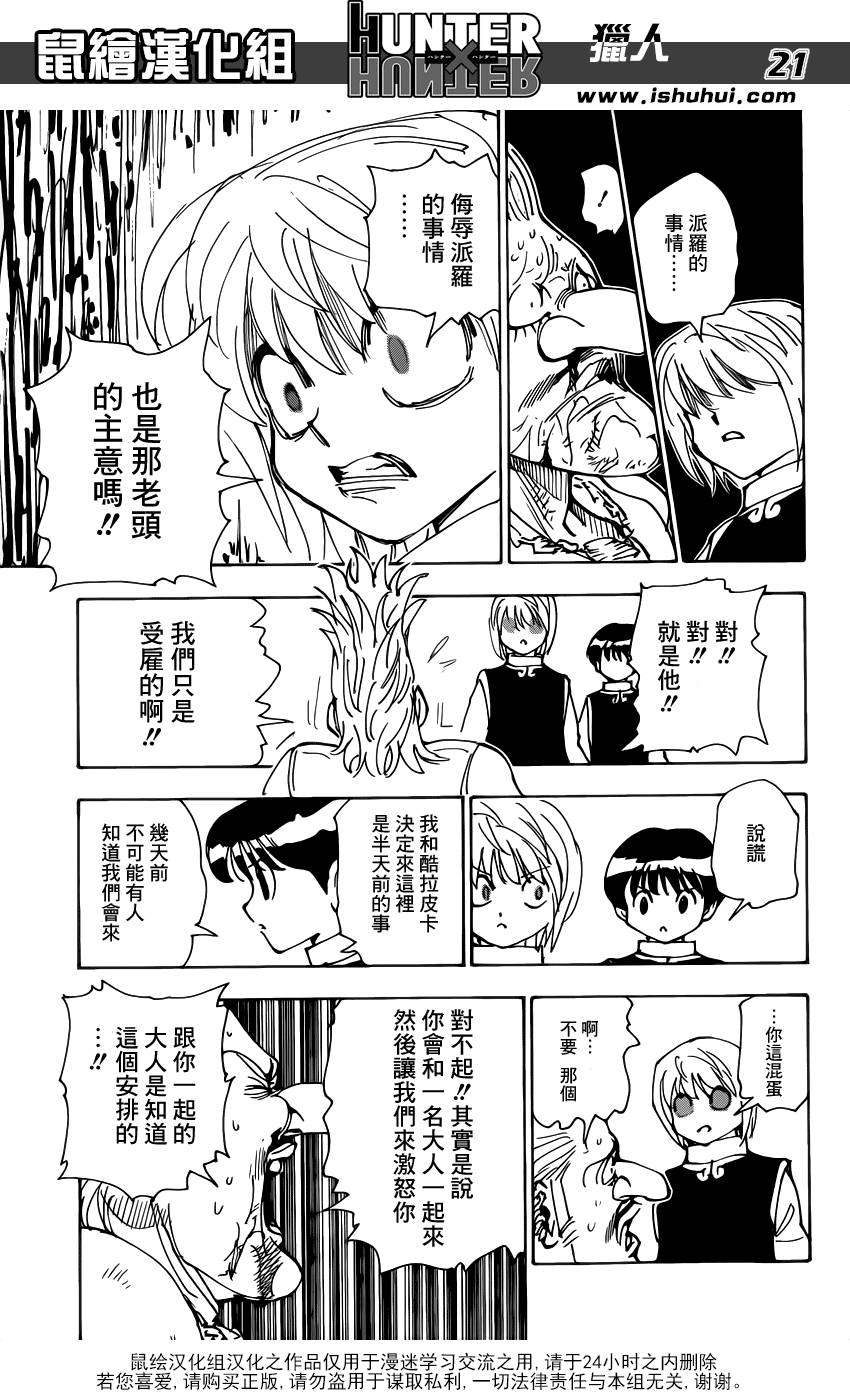 鼠繪漢化組
HUNTER
×
ハンター
ハンター
HUNTER
獵人
21
www.ishuhui.com
派羅的
事情……
!
侮辱派羅
的事情
……
也是那老頭
的主意嗎!!
對!!
對!!
就是他!!
我們只是
受雇的啊!!
說謊
我和酷拉皮卡
決定來這裡
是半天前的事
幾天前
不可能有人
知道我們會來
…你這混蛋
啊…
不要 那個
對不起!!其實是說
你會和一名大人一起來
然後讓我們來激怒你
跟你一起的
大人是知道
這個安排的
…!!
鼠绘汉化组汉化之作品仅用于漫迷学习交流之用, 请于24小时之内删除
若您喜爱, 请购买正版, 请勿盗用于谋取私利, 一切法律责任与本组无关, 谢谢。